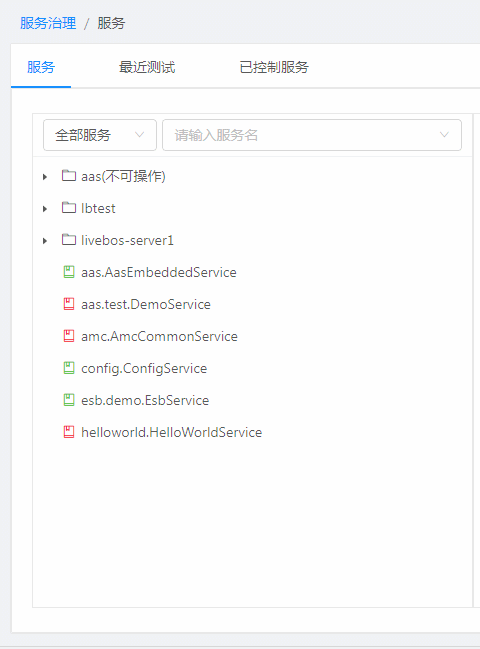 服务治理 / 服务
服务 最近测试 已控制服务
全部服务 请输入服务名
aas(不可操作)
lbtest
livebos-server1
aas.AasEmbeddedService
aas.test.DemoService
amc.AmcCommonService
config.ConfigService
esb.demo.EsbService
helloworld.HelloWorldService